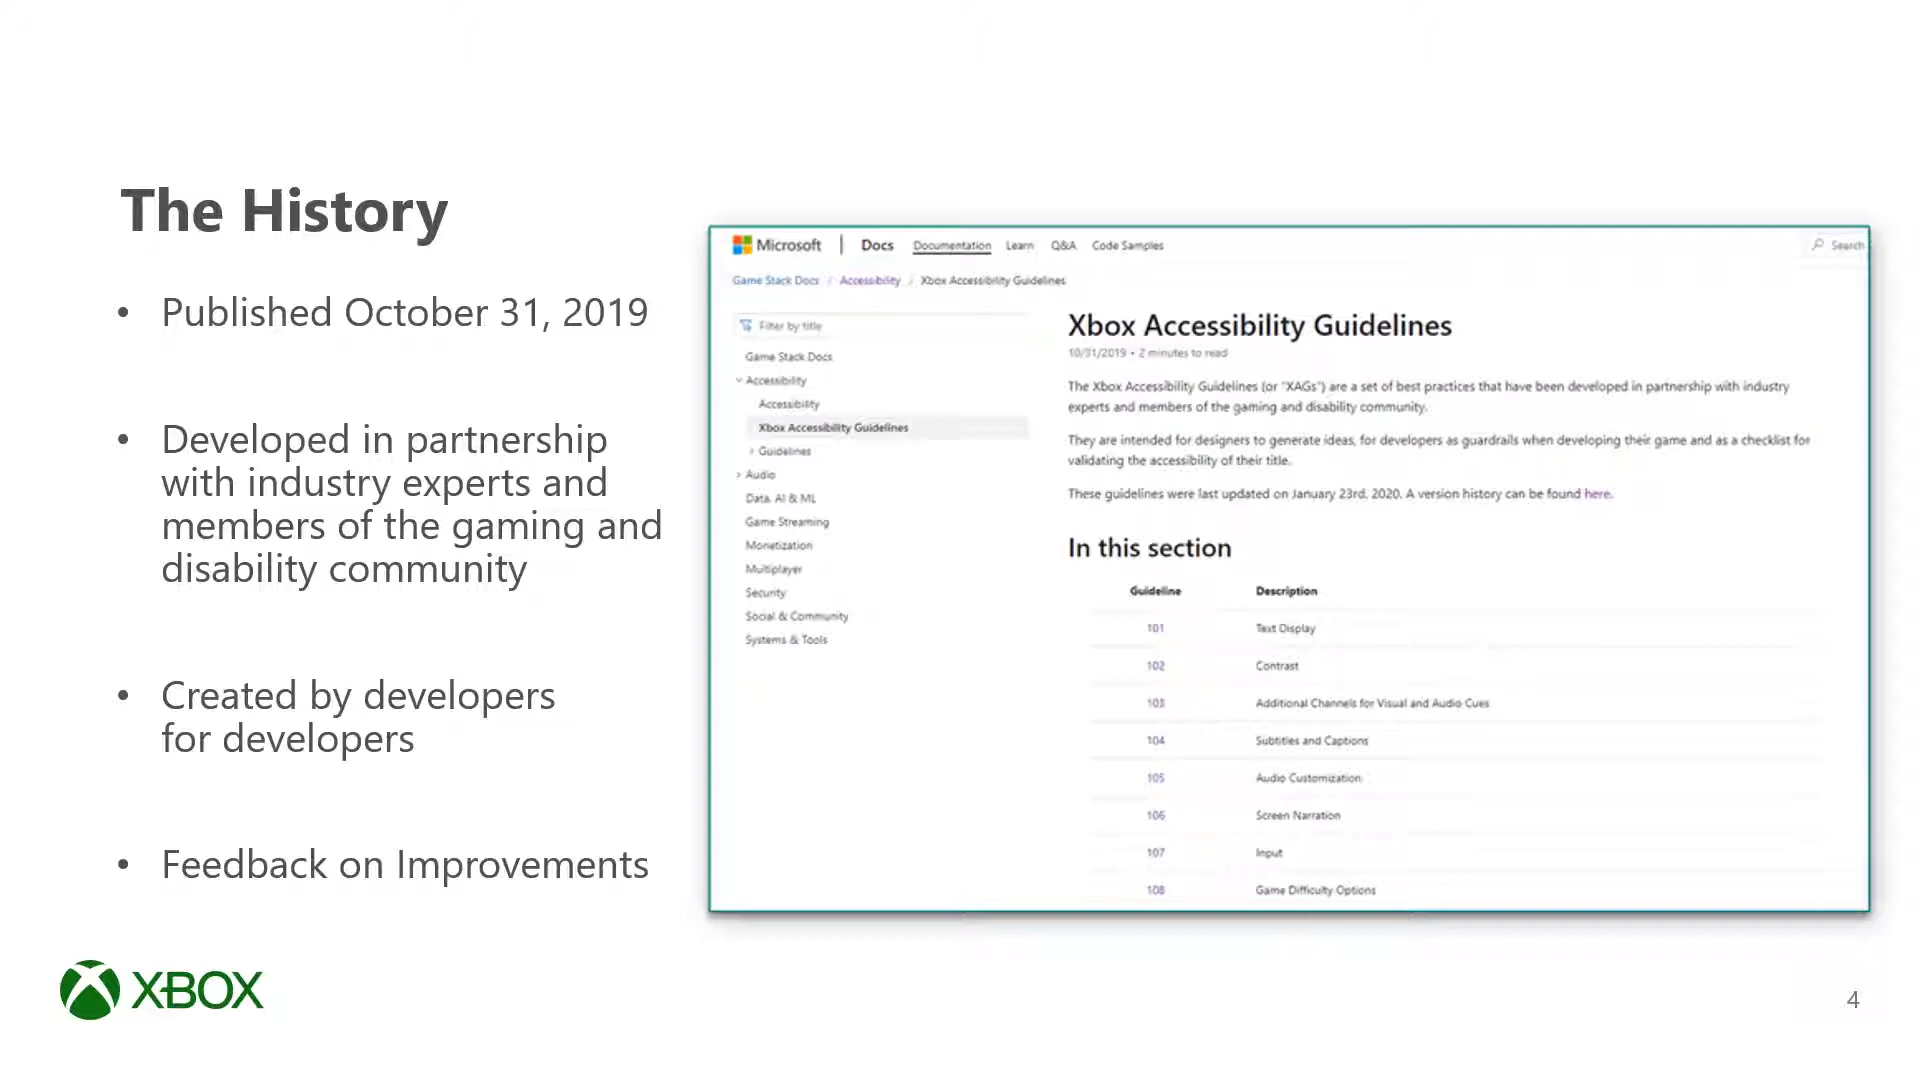 The History
• Published October 31, 2019
• Developed in partnership
with industry experts and
members of the gaming and
disability community
• Created by developers
for developers
• Feedback on Improvements
Microsoft | Docs Documentation Learn Q&A Code Samples Search
Game Stack Docs / Accessibility / Xbox Accessibility Guidelines
Filter by title
Game Stack Docs
Accessibility
Accessibility
Xbox Accessibility Guidelines
Guidelines
Audio
Data, AI & ML
Game Streaming
Monetization
Multiplayer
Security
Social & Community
Systems & Tools
Xbox Accessibility Guidelines
10/31/2019 • 2 minutes to read
The Xbox Accessibility Guidelines (or "XAGs") are a set of best practices that have been developed in partnership with industry
experts and members of the gaming and disability community.
They are intended for designers to generate ideas, for developers as guardrails when developing their game and as a checklist for
validating the accessibility of their title.
These guidelines were last updated on January 23rd, 2020. A version history can be found here.
In this section
Guideline Description
101 Text Display
102 Contrast
103 Additional Channels for Visual and Audio Cues
104 Subtitles and Captions
105 Audio Customization
106 Screen Narration
107 Input
108 Game Difficulty Options
XBOX
4